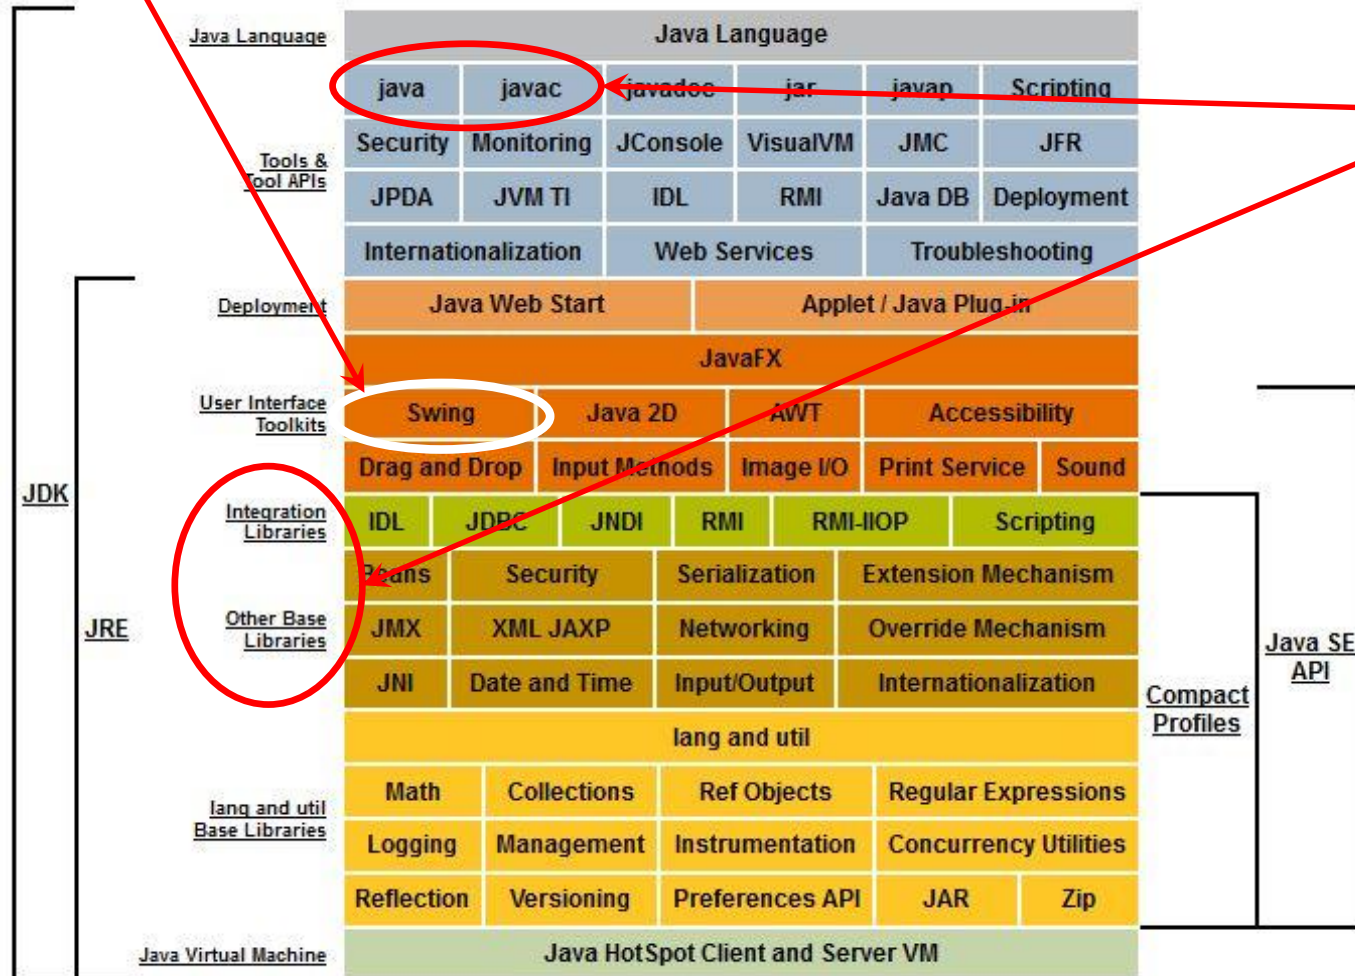 Java Language Java Language
java javac javadoc jar javap Scripting
Security Monitoring JConsole VisualVM JMC JFR
Tools &
Tool APIs
JPDA JVM TI IDL RMI Java DB Deployment
Internationalization Web Services Troubleshooting
Deployment Java Web Start Applet / Java Plug-in
JavaFX
User Interface
Toolkits
Swing Java 2D AWT Accessibility
Drag and Drop Input Methods Image I/O Print Service Sound
JDK
Integration
Libraries
IDL JDBC JNDI RMI RMI-IIOP Scripting
Beans Security Serialization Extension Mechanism
JRE
Other Base
Libraries
JMX XML JAXP Networking Override Mechanism
Java SE
API
JNI Date and Time Input/Output Internationalization
Compact
Profiles
lang and util
Math Collections Ref Objects Regular Expressions
lang and util
Base Libraries
Logging Management Instrumentation Concurrency Utilities
Reflection Versioning Preferences API JAR Zip
Java Virtual Machine Java HotSpot Client and Server VM